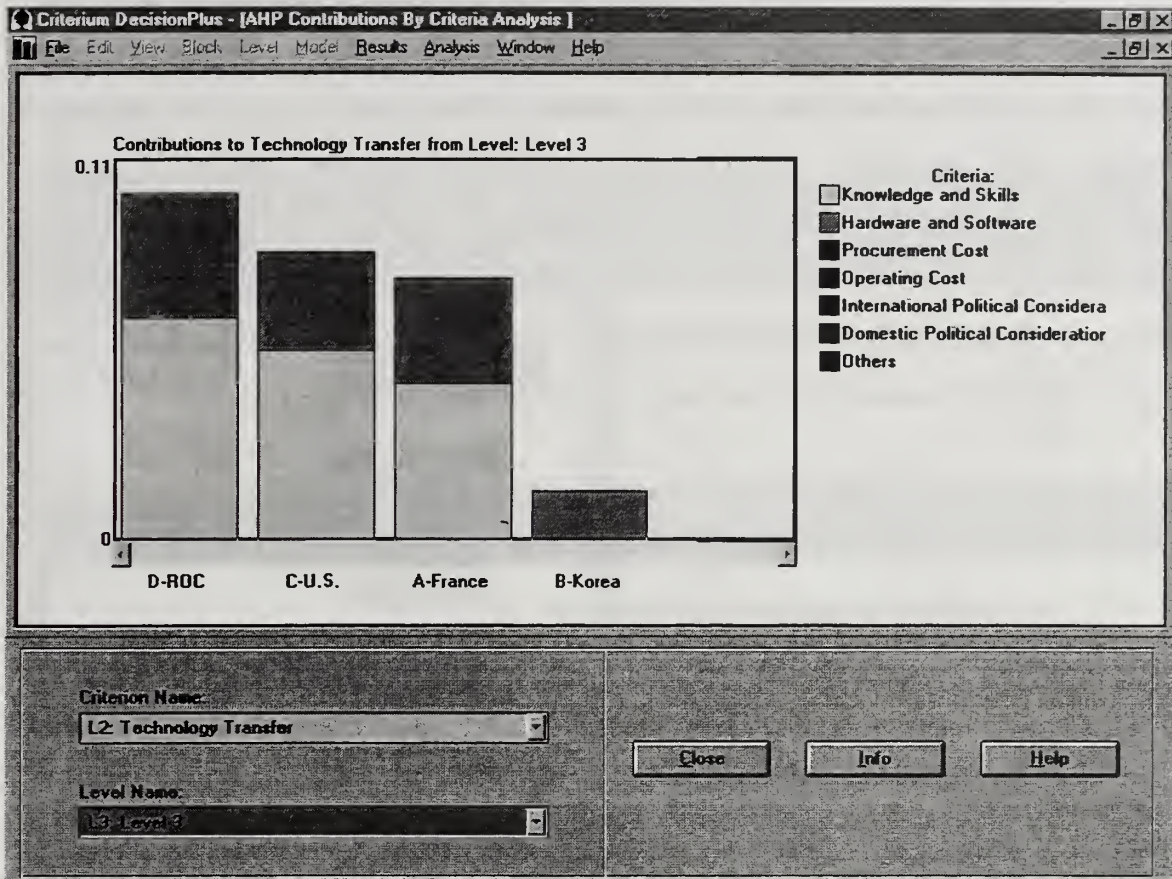 Criterium DecisionPlus - [AHP Contributions By Criteria Analysis ]
File Edit View Block Level Model Results Analysis Window Help
Contributions to Technology Transfer from Level: Level 3
0.11
0
D-ROC C-U.S. A-France B-Korea
Criteria:
Knowledge and Skills
Hardware and Software
Procurement Cost
Operating Cost
International Political Considera
Domestic Political Consideratior
Others
Criterion Name:
L2: Technology Transfer
Level Name:
L3: Level 3
Close Info Help